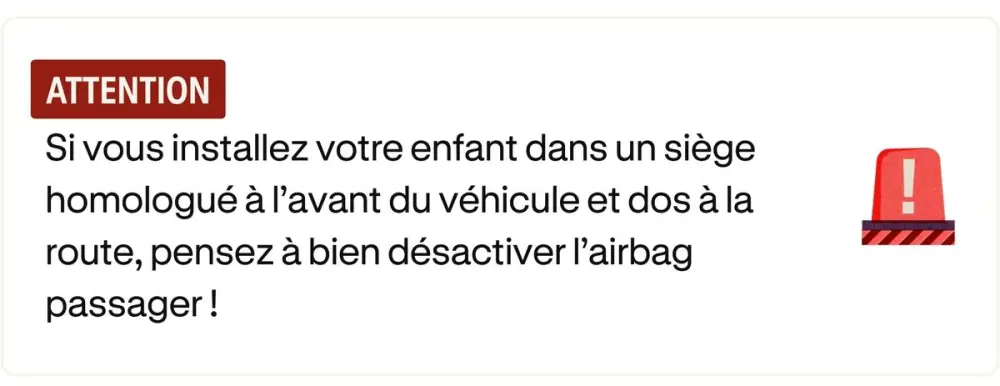 ATTENTION
Si vous installez votre enfant dans un siège
homologué à l’avant du véhicule et dos à la
route, pensez à bien désactiver l’airbag
passager !
!